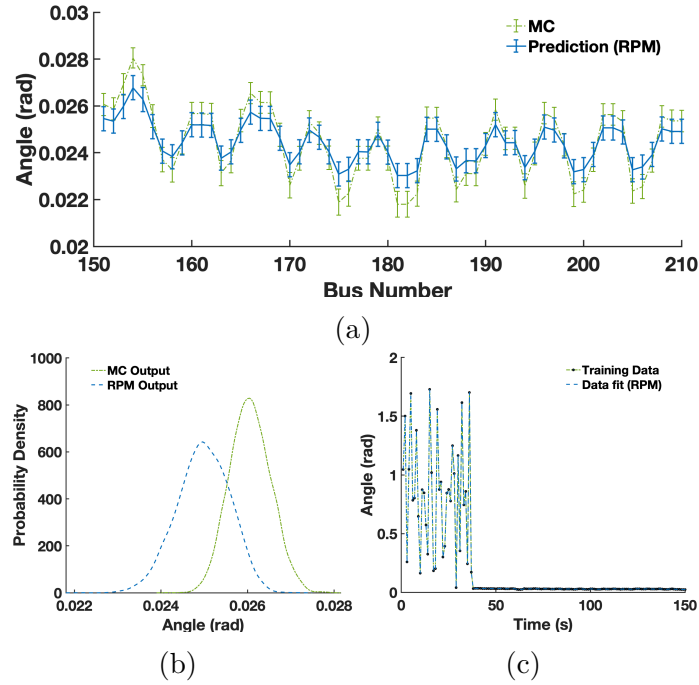 0.03
0.028
0.026
0.024
0.022
0.02
Angle (rad)
MC
Prediction (RPM)
150 160 170 180 190 200 210
Bus Number
(a)
1000
800
600
400
200
0
Probability Density
MC Output
RPM Output
0.022 0.024 0.026 0.028
Angle (rad)
(b)
2
1.5
1
0.5
0
Angle (rad)
Training Data
Data fit (RPM)
0 50 100 150
Time (s)
(c)